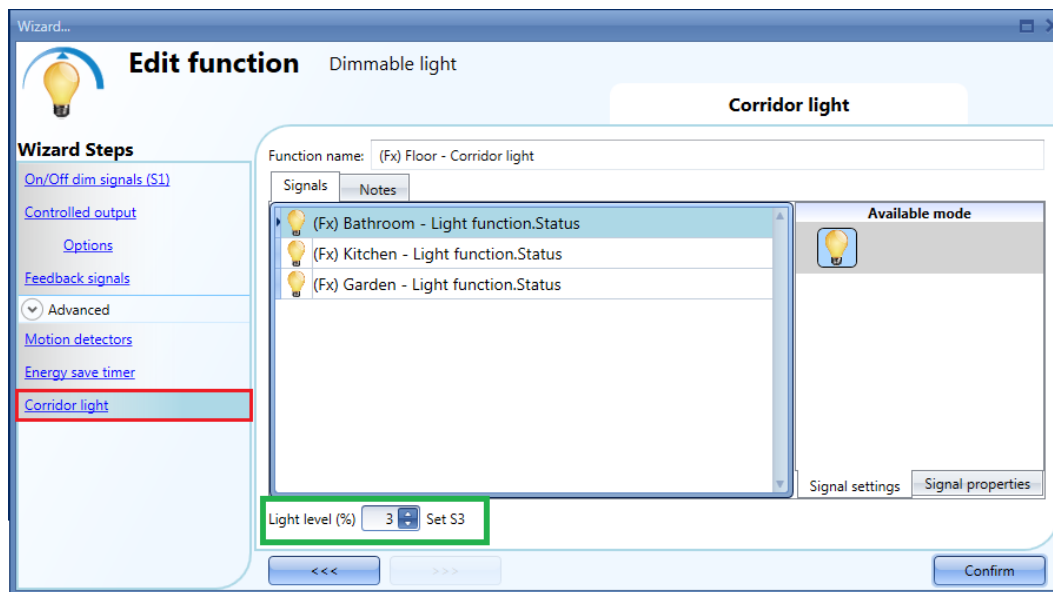 Wizard...
Edit function Dimmable light
Corridor light
Wizard Steps
On/Off dim signals (S1)
Controlled output
Options
Feedback signals
Advanced
Motion detectors
Energy save timer
Corridor light
Function name: (Fx) Floor - Corridor light
Signals Notes
(Fx) Bathroom - Light function.Status
(Fx) Kitchen - Light function.Status
(Fx) Garden - Light function.Status
Available mode
Signal settings Signal properties
Light level (%) 3 Set S3
<<< >>> Confirm